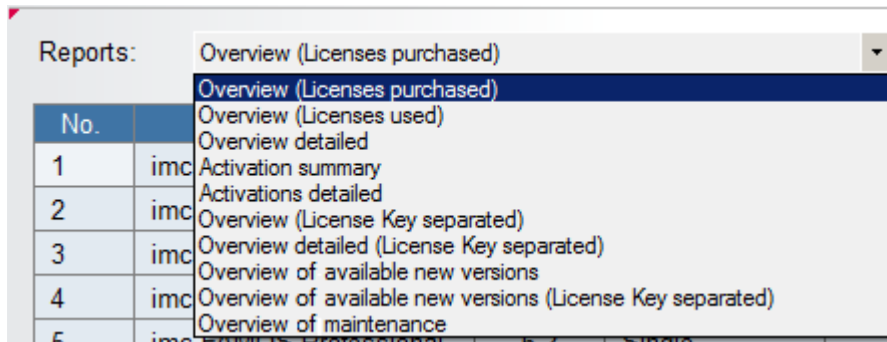 Reports: Overview (Licenses purchased)
Overview (Licenses purchased)
No. Overview (Licenses used)
Overview detailed
1 imc Activation summary
Activations detailed
2 imc Overview (License Key separated)
3 imc Overview detailed (License Key separated)
Overview of available new versions
4 imc Overview of available new versions (License Key separated)
Overview of maintenance